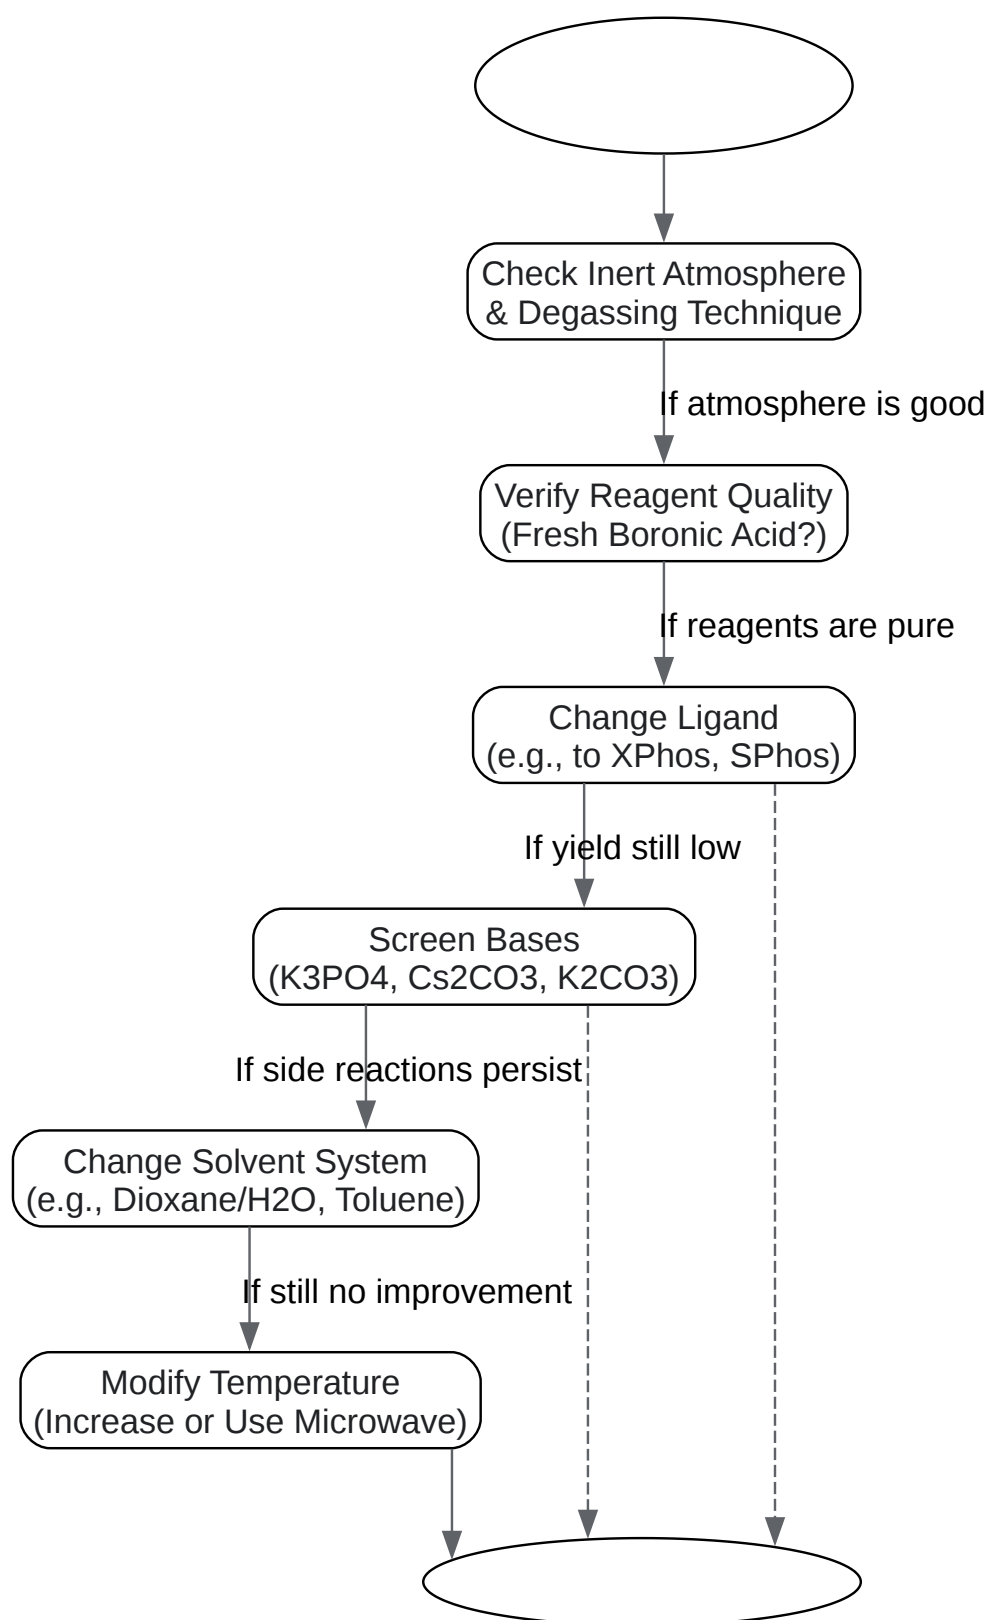 Check Inert Atmosphere
& Degassing Technique
If atmosphere is good
Verify Reagent Quality
(Fresh Boronic Acid?)
If reagents are pure
Change Ligand
(e.g., to XPhos, SPhos)
If yield still low
Screen Bases
(K3PO4, Cs2CO3, K2CO3)
If side reactions persist
Change Solvent System
(e.g., Dioxane/H2O, Toluene)
If still no improvement
Modify Temperature
(Increase or Use Microwave)